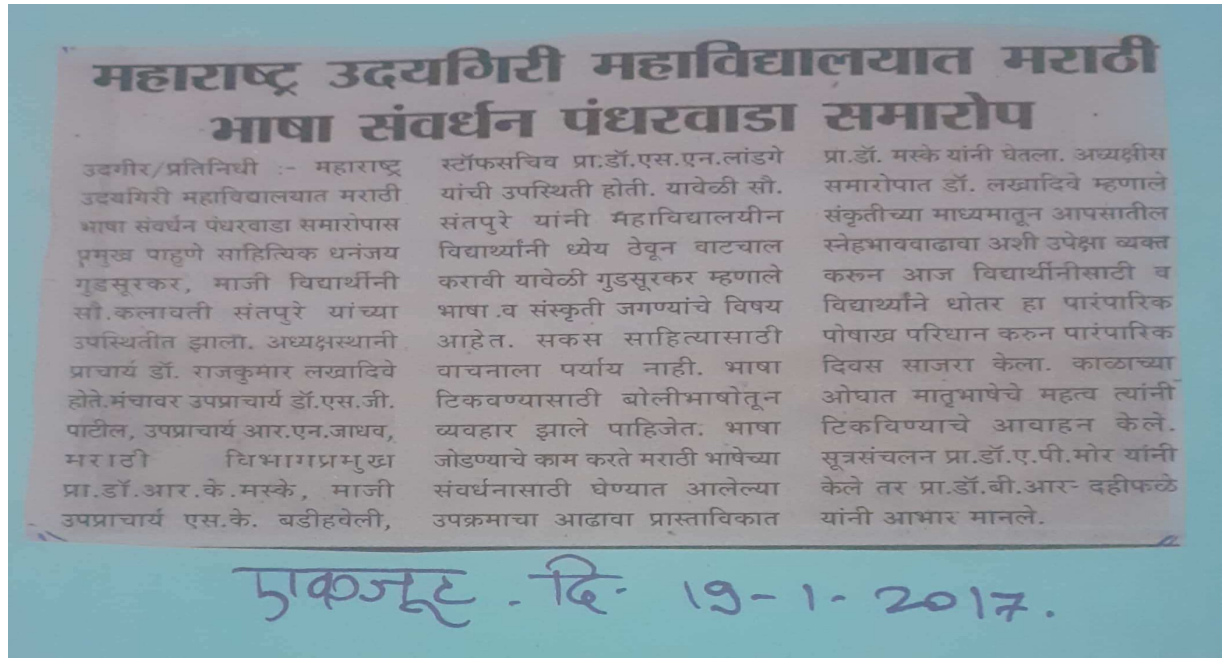 महाराष्ट्र उदयगिरी महाविद्यालयात मराठी
भाषा संवर्धन पंधरवाडा समारोप
उदगीर/प्रतिनिधी :- महाराष्ट्र
उदयगिरी महाविद्यालयात मराठी
भाषा संवर्धन पंधरवाडा समारोपास
प्रमुख पाहुणे साहित्यिक धनंजय
गुडसूरकर, माजी विद्यार्थीनी
सौ.कलावती संतपुरे यांच्या
उपस्थितीत झाला. अध्यक्षस्थानी
प्राचार्य डॉ. राजकुमार लखादिवे
होते.मंचावर उपप्राचार्य डॉ.एस.जी.
पाटील, उपप्राचार्य आर.एन.जाधव,
मराठी विभागप्रमुख
प्रा.डॉ.आर.के.मस्के, माजी
उपप्राचार्य एस.के. बडीहवेली,
स्टॉफसचिव प्रा.डॉ.एस.एन.लांडगे
यांची उपस्थिती होती. यावेळी सौ.
संतपुरे यांनी महाविद्यालयीन
विद्यार्थ्यांनी ध्येय ठेवून वाटचाल
करावी यावेळी गुडसूरकर म्हणाले
भाषा व संस्कृती जगण्यांचे विषय
आहेत. सकस साहित्यासाठी
वाचनाला पर्याय नाही. भाषा
टिकवण्यासाठी बोलीभाषोतून
व्यवहार झाले पाहिजेत. भाषा
जोडण्याचे काम करते मराठी भाषेच्या
संवर्धनासाठी घेण्यात आलेल्या
उपक्रमाचा आढावा प्रास्ताविकात
प्रा.डॉ. मस्के यांनी घेतला. अध्यक्षीस
समारोपात डॉ. लखादिवे म्हणाले
संकृतीच्या माध्यमातून आपसातील
स्नेहभाववाढावा अशी उपेक्षा व्यक्त
करून आज विद्यार्थीनीसाठी व
विद्यार्थ्याने धोतर हा पारंपारिक
पोषाख परिधान करुन पारंपारिक
दिवस साजरा केला. काळाच्या
ओघात मातृभाषेचे महत्व त्यांनी
टिकविण्याचे आवाहन केले.
सूत्रसंचलन प्रा.डॉ.ए.पी.मोर यांनी
केले तर प्रा.डॉ.बी.आर- दहीफळे
यांनी आभार मानले.
एकजूट . दि- 19-1-2017.